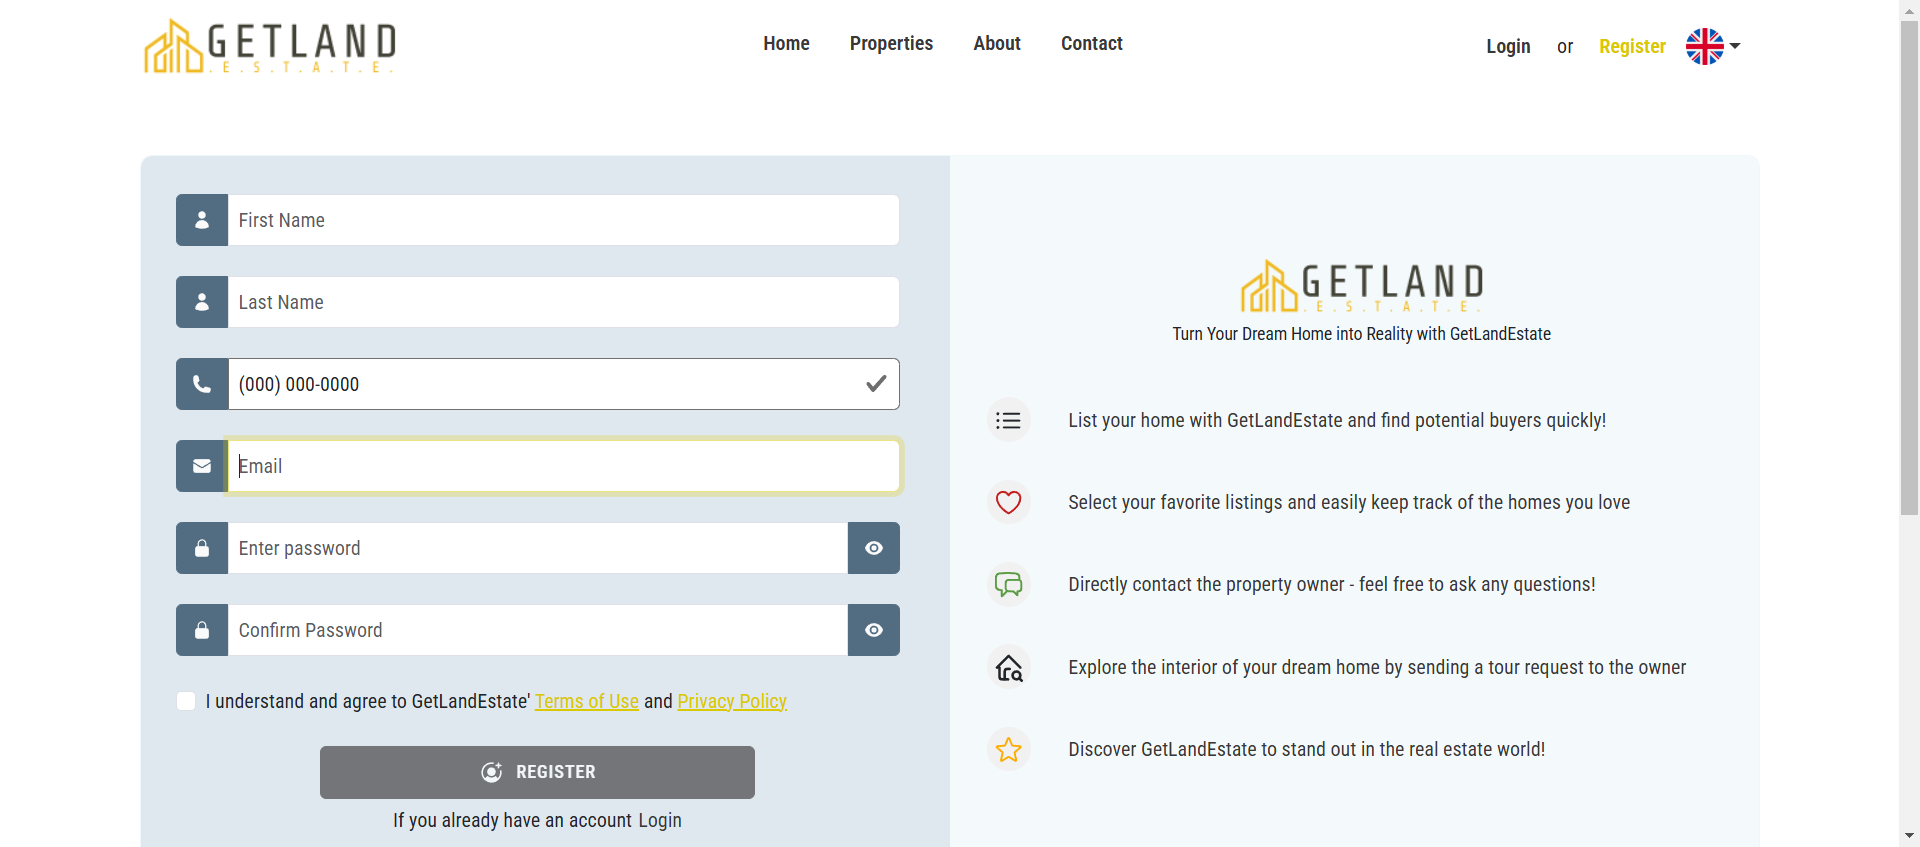 GETLAND
.E.S.T.A.T.E.
Home
Properties
About
Contact
Login or Register
First Name
Last Name
(000) 000-0000
Email
Enter password
Confirm Password
I understand and agree to GetLandEstate' Terms of Use and Privacy Policy
REGISTER
If you already have an account Login
GETLAND
.E.S.T.A.T.E.
Turn Your Dream Home into Reality with GetLandEstate
List your home with GetLandEstate and find potential buyers quickly!
Select your favorite listings and easily keep track of the homes you love
Directly contact the property owner - feel free to ask any questions!
Explore the interior of your dream home by sending a tour request to the owner
Discover GetLandEstate to stand out in the real estate world!